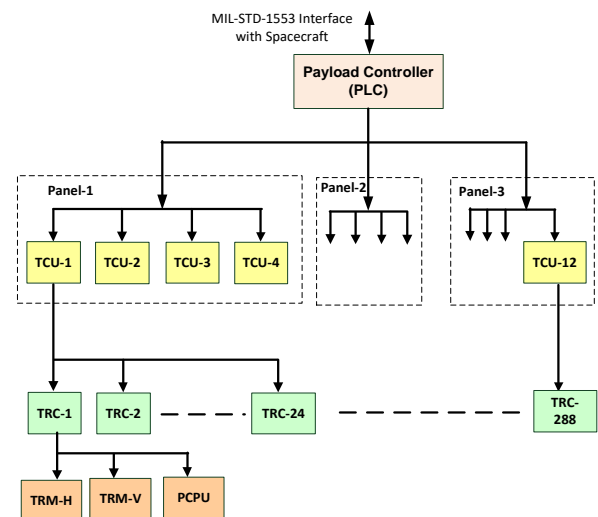 MIL-STD-1553 Interface
with Spacecraft
Payload Controller
(PLC)
Panel-1
Panel-2
Panel-3
TCU-1
TCU-2
TCU-3
TCU-4
TCU-12
TRC-1
TRC-2
TRC-24
TRC-
288
TRM-H
TRM-V
PCPU